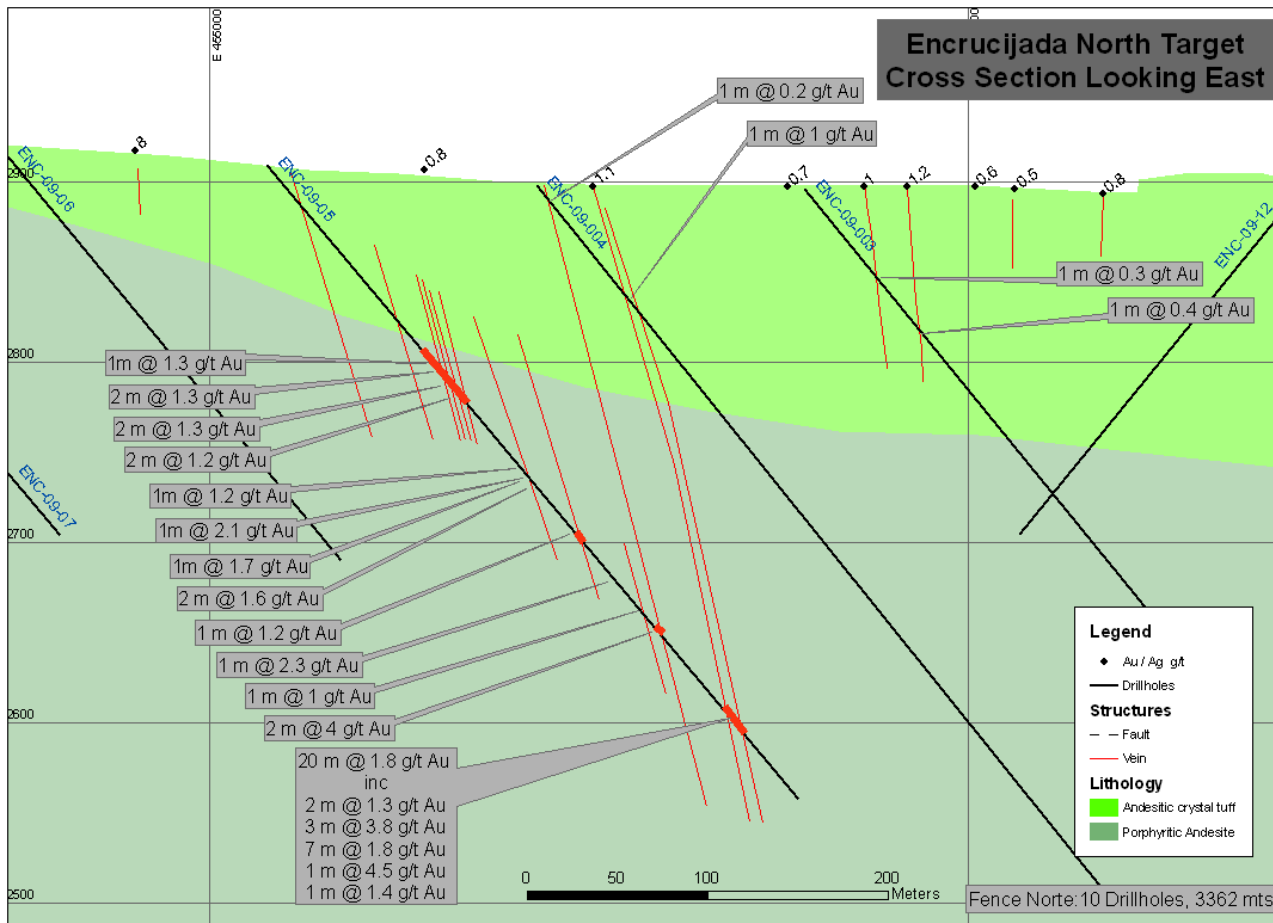 Encrucijada North Target
Cross Section Looking East
E 455000
1 m @ 0.2 g/t Au
1 m @ 1 g/t Au
8
0.8
1.1
0.7
1
1.2
0.6
0.5
0.8
2900
ENC-09-06
ENC-09-05
ENC-09-004
ENC-09-003
ENC-09-12
1 m @ 0.3 g/t Au
1 m @ 0.4 g/t Au
2800
1m @ 1.3 g/t Au
2 m @ 1.3 g/t Au
2 m @ 1.3 g/t Au
2 m @ 1.2 g/t Au
ENC-09-07
1m @ 1.2 g/t Au
1m @ 2.1 g/t Au
2700
1m @ 1.7 g/t Au
2 m @ 1.6 g/t Au
1 m @ 1.2 g/t Au
1 m @ 2.3 g/t Au
1 m @ 1 g/t Au
2600
2 m @ 4 g/t Au
20 m @ 1.8 g/t Au
inc
2 m @ 1.3 g/t Au
3 m @ 3.8 g/t Au
7 m @ 1.8 g/t Au
1 m @ 4.5 g/t Au
1 m @ 1.4 g/t Au
2500
Legend
Au / Ag g/t
Drillholes
Structures
Fault
Vein
Lithology
Andesitic crystal tuff
Porphyritic Andesite
0 50 100 200
Meters
Fence Norte:10 Drillholes, 3362 mts